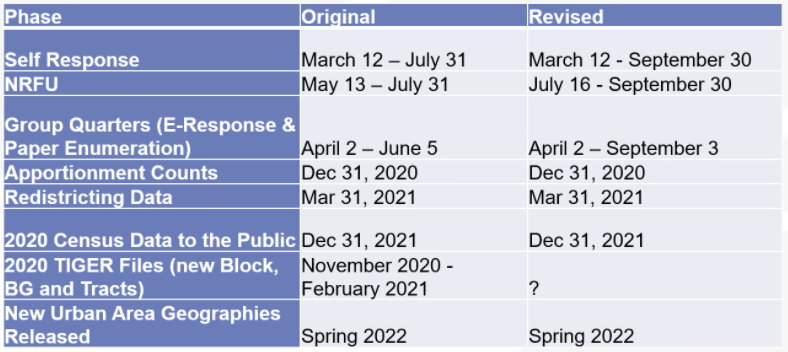 Phase Original Revised
Self Response March 12 – July 31 March 12 - September 30
NRFU May 13 – July 31 July 16 - September 30
Group Quarters (E-Response &
Paper Enumeration) April 2 – June 5 April 2 – September 3
Apportionment Counts Dec 31, 2020 Dec 31, 2020
Redistricting Data Mar 31, 2021 Mar 31, 2021
2020 Census Data to the Public Dec 31, 2021 Dec 31, 2021
2020 TIGER Files (new Block, November 2020 -
BG and Tracts) February 2021 ?
New Urban Area Geographies
Released Spring 2022 Spring 2022